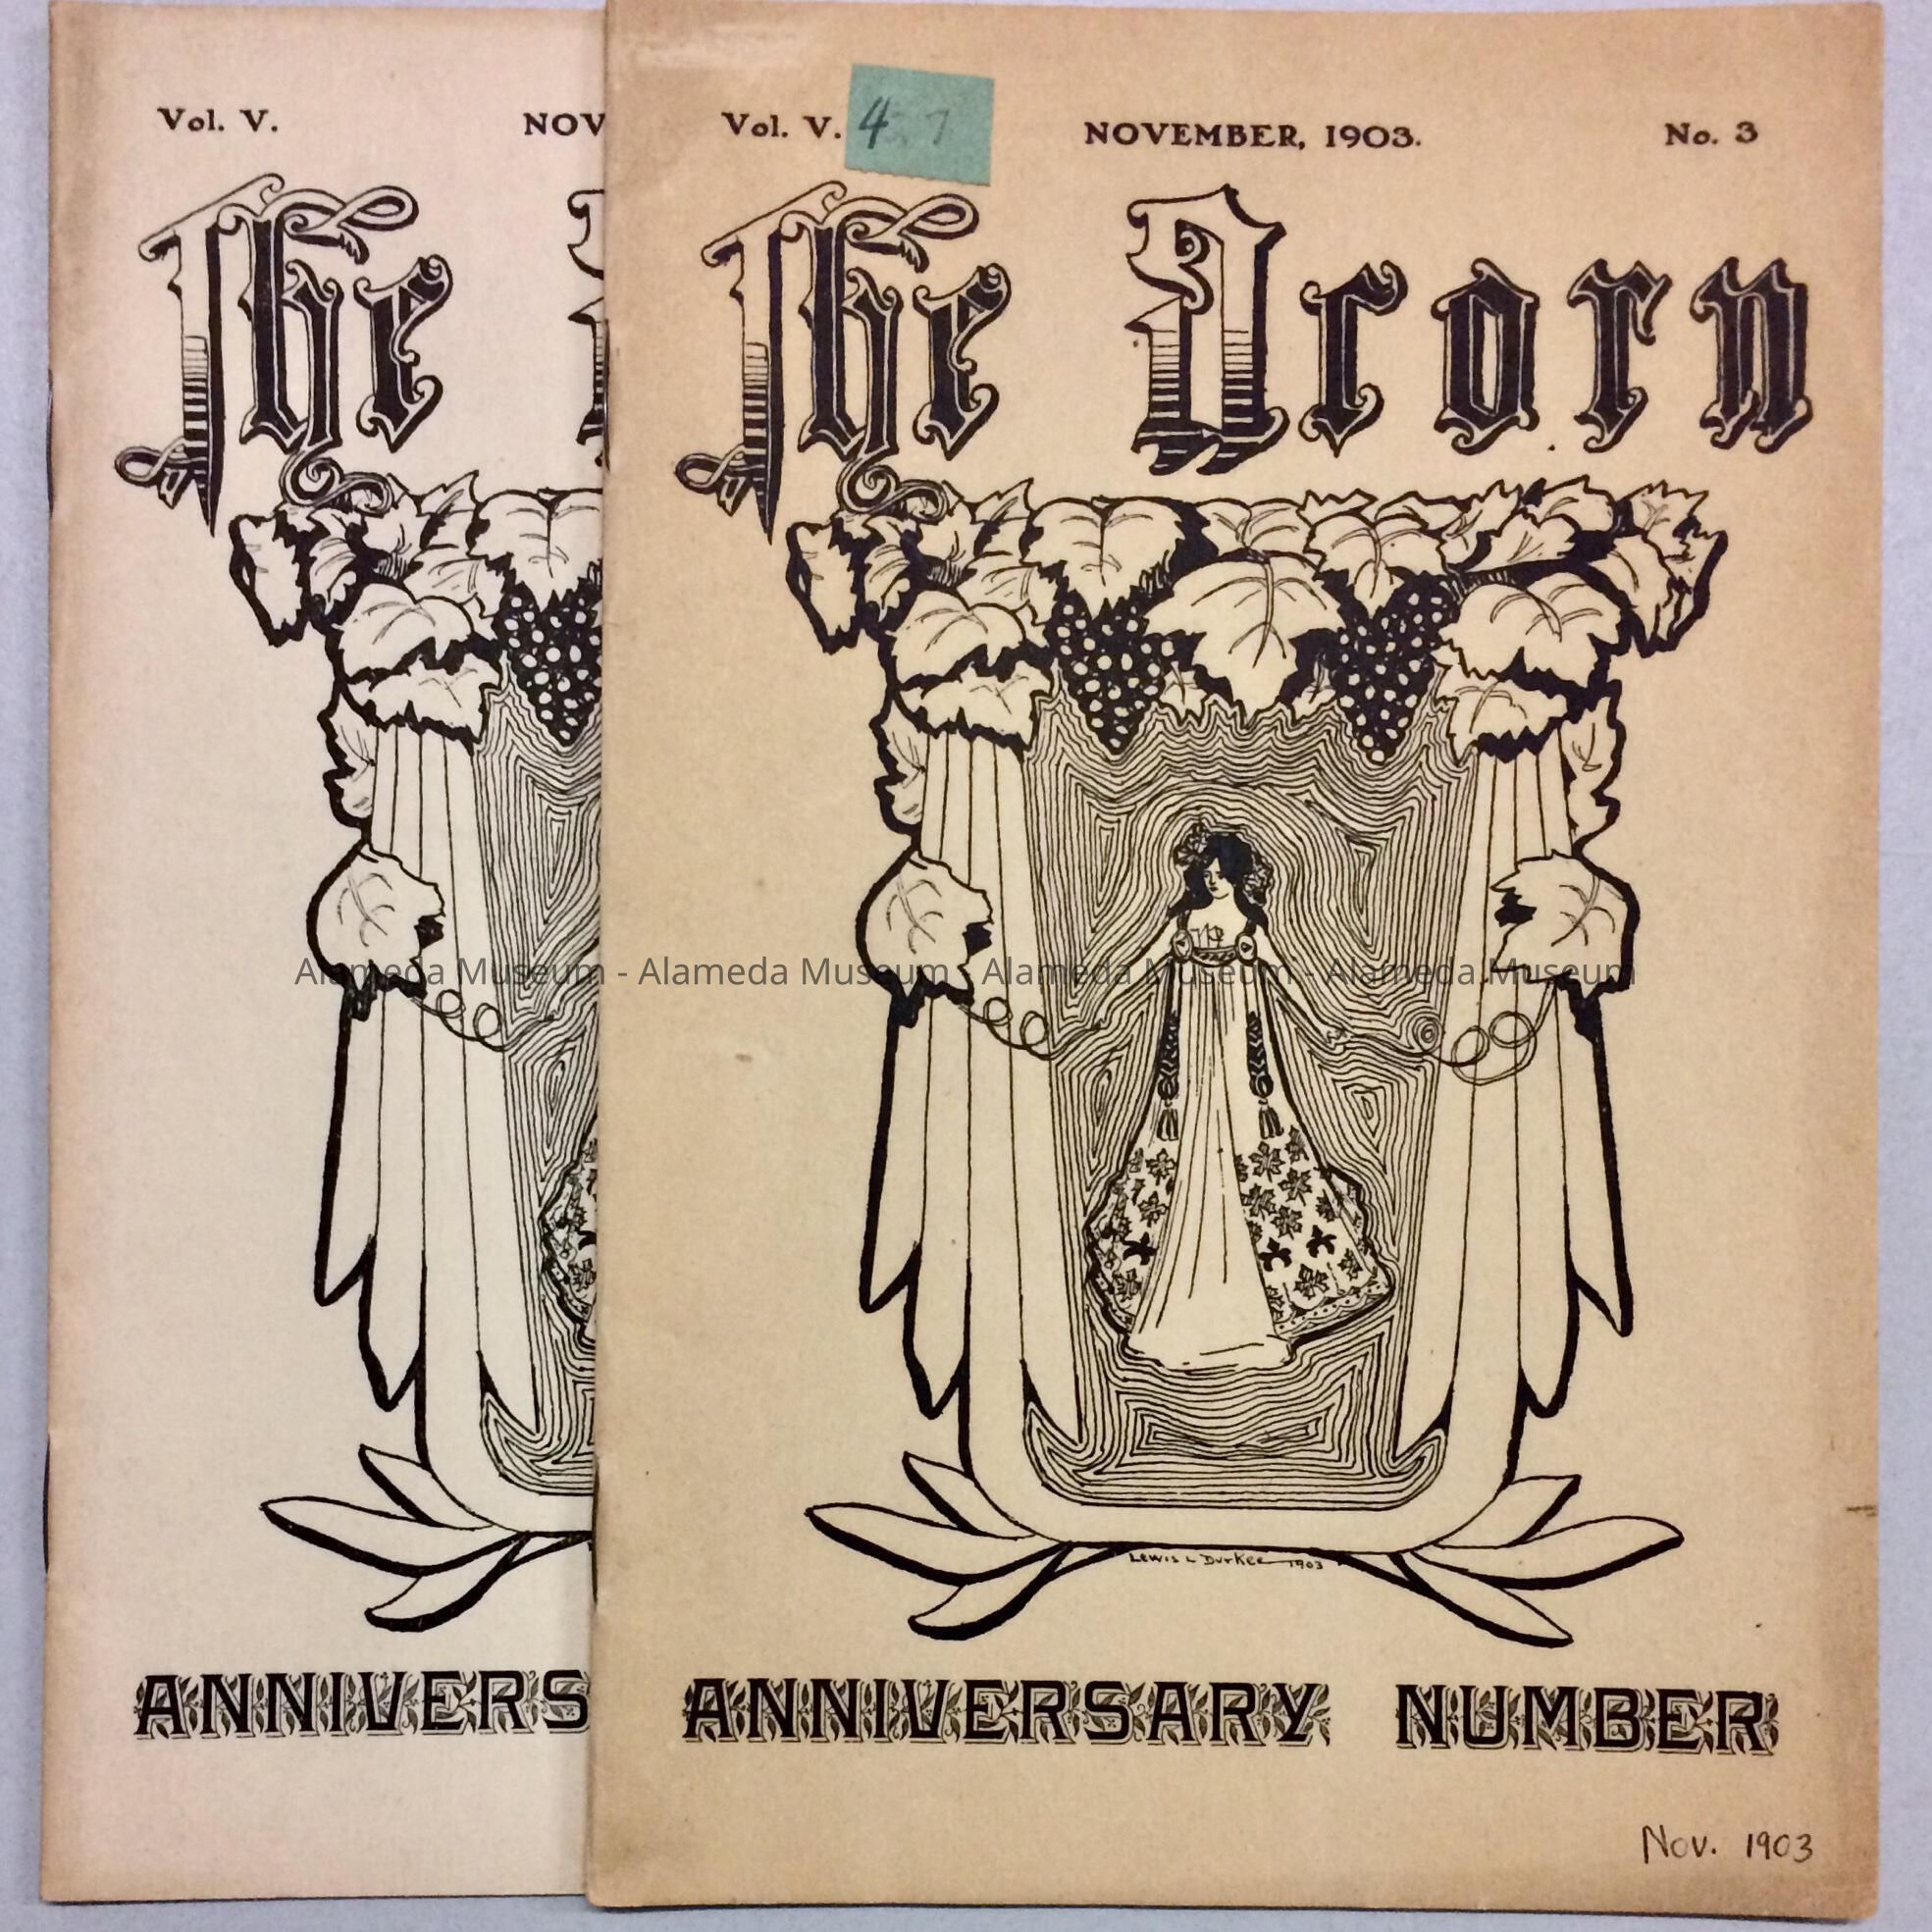 Vol. V.
NOV
The
ANNIVERS
Vol. V.
4 7
NOVEMBER, 1903.
No. 3
The Acorn
Alameda Museum - Alameda Museum - Alameda Museum - Alameda Museum
Lewis L Durkee 1903
ANNIVERSARY NUMBER
Nov. 1903